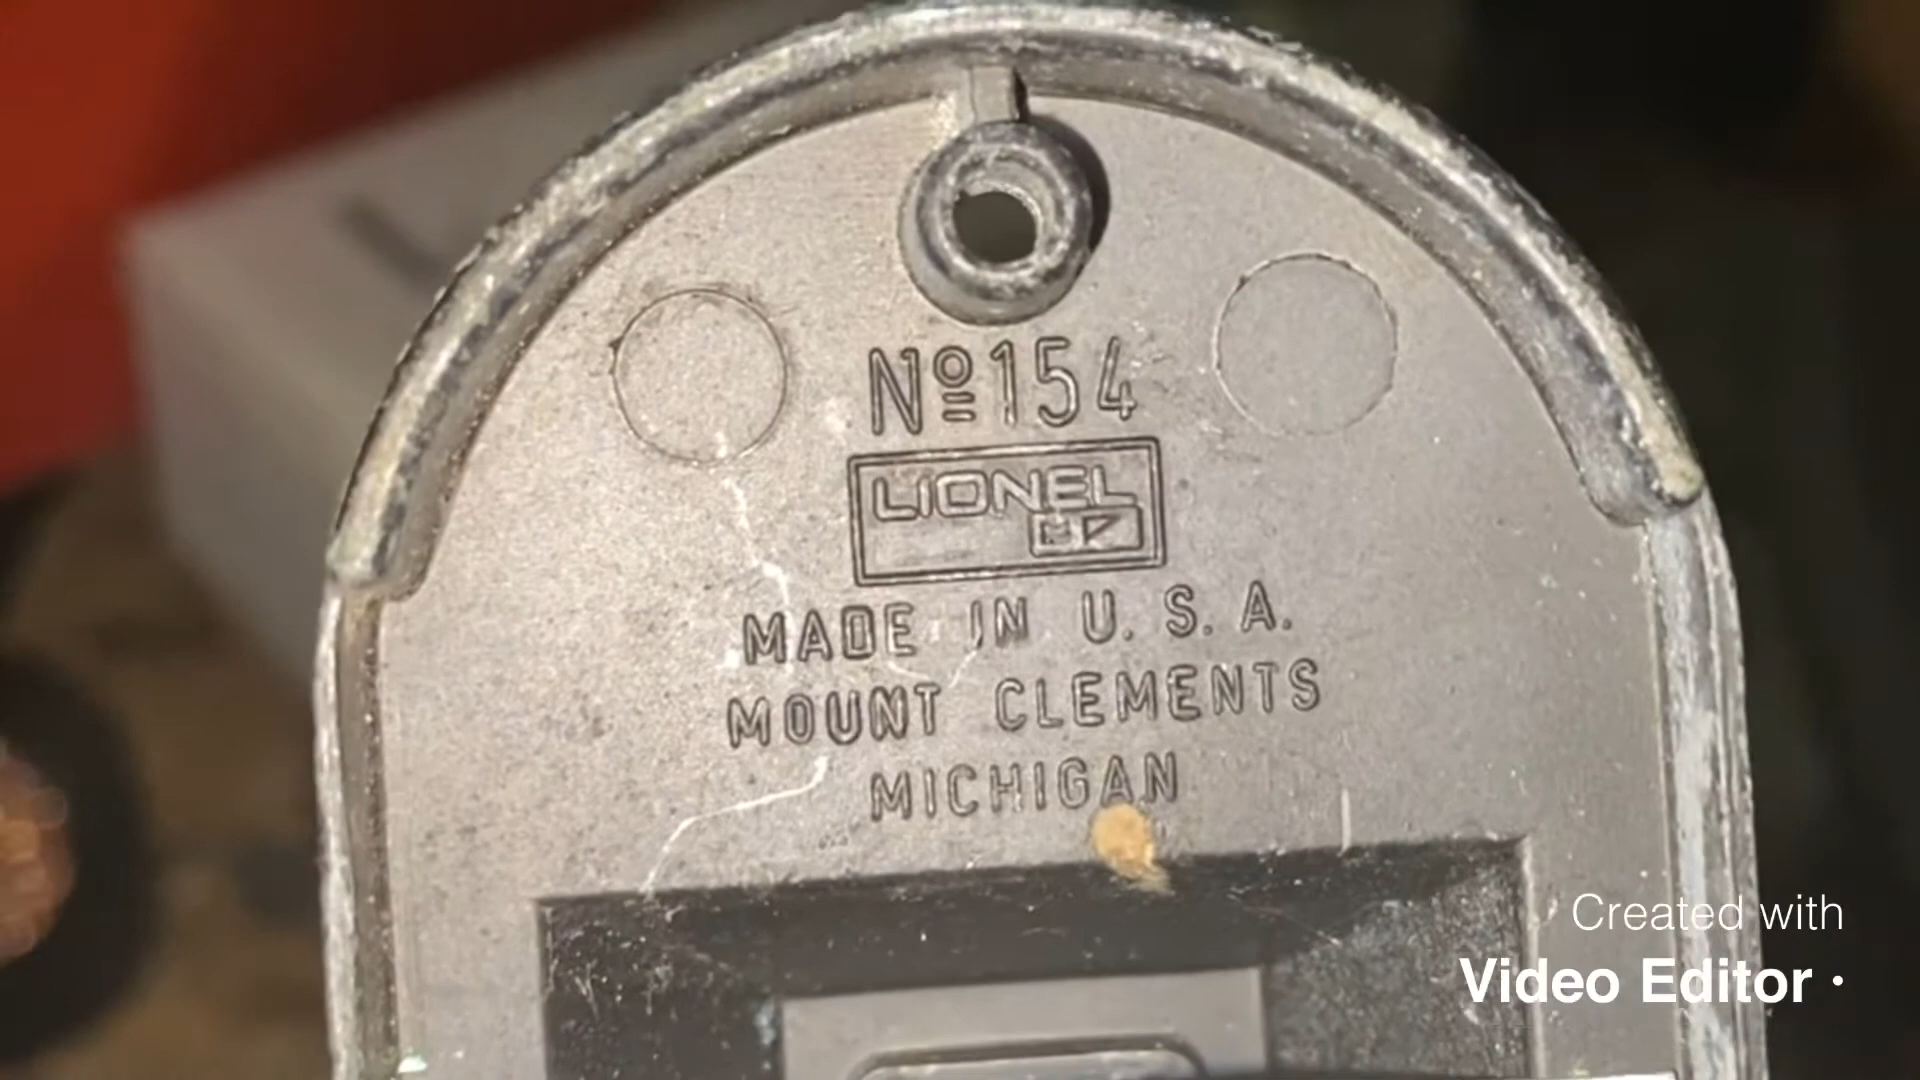 Nº154
LIONEL
MADE IN U. S. A.
MOUNT CLEMENTS
MICHIGAN
Created with
Video Editor ·